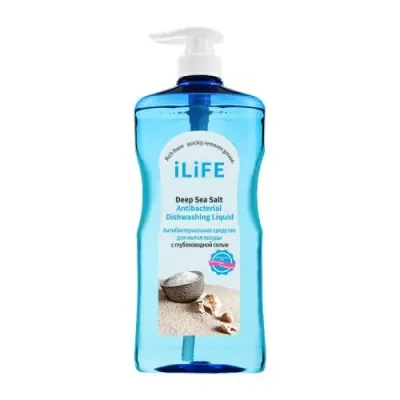 Rich foam quickly removes grease
iLiFE
Deep Sea Salt
Antibacterial
Dishwashing Liquid
Антибактериальное средство
для мытья посуды
с глубоководной солью